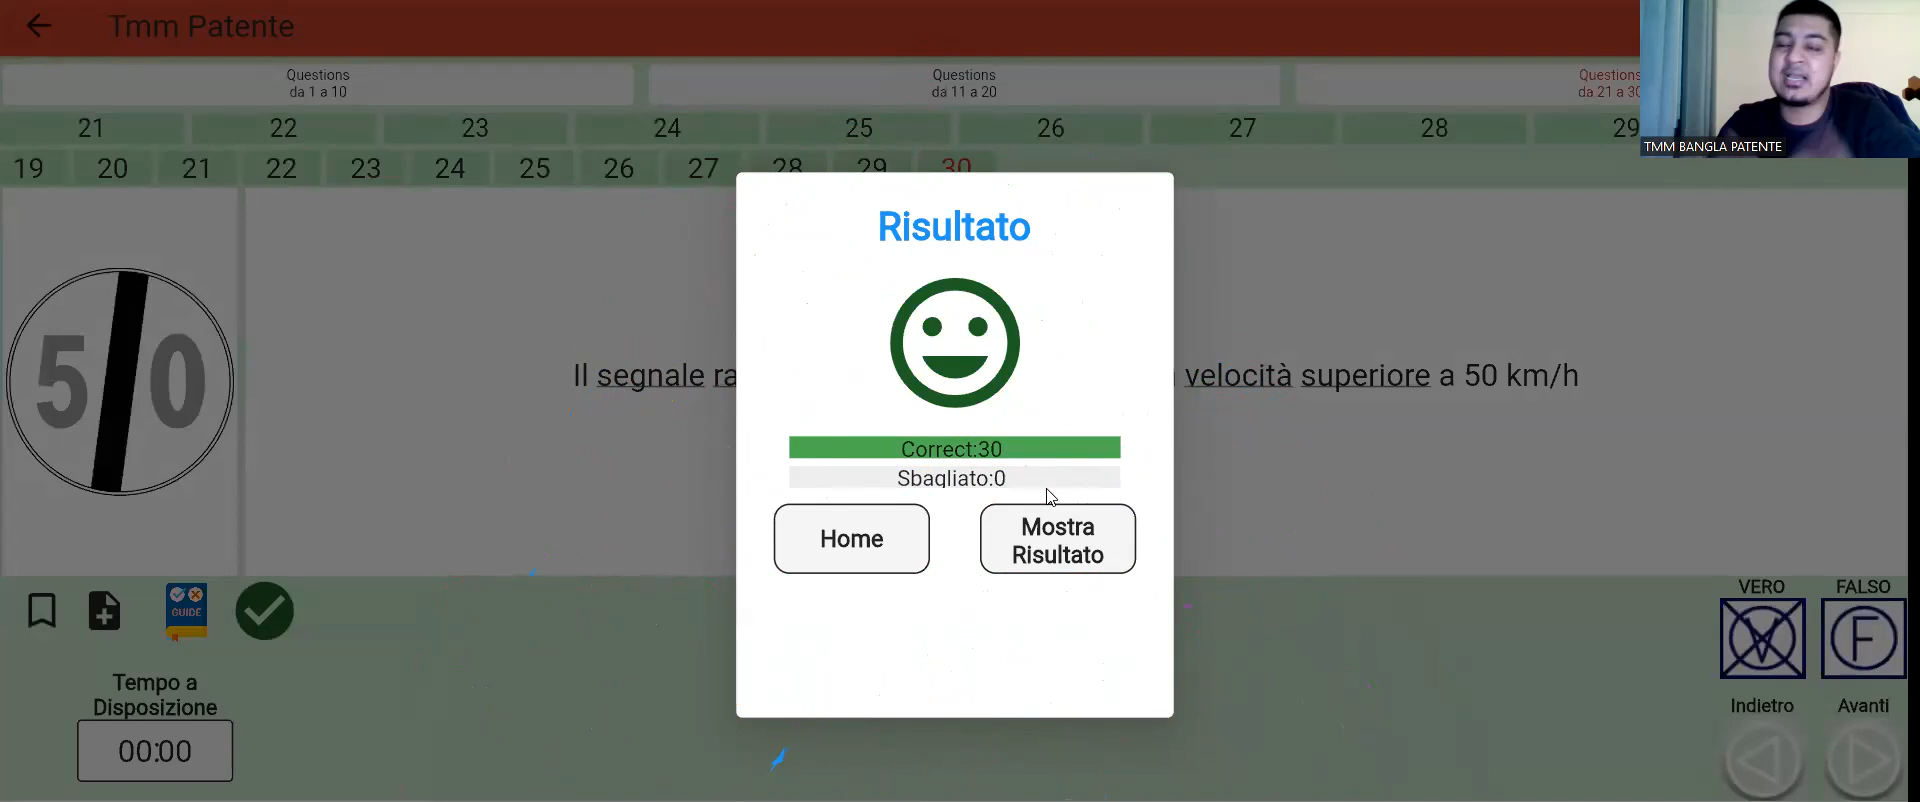 Tmm Patente
Questions
da 1 a 10
Questions
da 11 a 20
Questions
da 21 a 30
21 22 23 24 25 26 27 28 29
19 20 21 22 23 24 25 26 27 28 29 30
TMM BANGLA PATENTE
Risultato
50
Il segnale ra
velocità superiore a 50 km/h
Correct:30
Sbagliato:0
Home
Mostra
Risultato
GUIDE
VERO FALSO
V F
Tempo a
Disposizione
00:00
Indietro Avanti